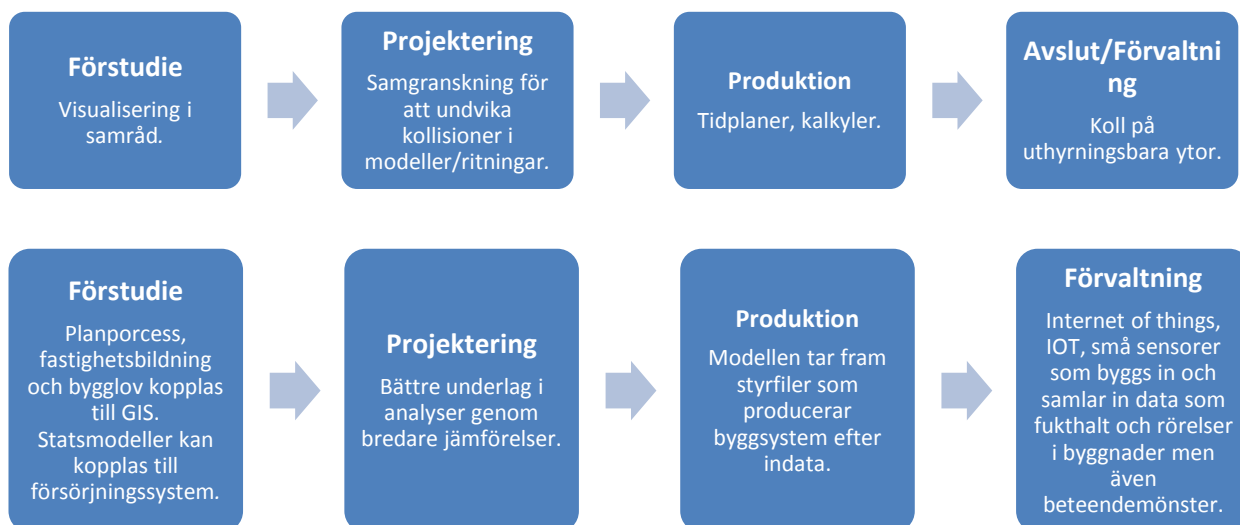 Förstudie
Visualisering i
samråd.
Projektering
Samgranskning för
att undvika
kollisioner i
modeller/ritningar.
Produktion
Tidplaner, kalkyler.
Avslut/Förvaltni
ng
Koll på
uthyrningsbara ytor.
Förstudie
Planporcess,
fastighetsbildning
och bygglov kopplas
till GIS.
Statsmodeller kan
kopplas till
försörjningssystem.
Projektering
Bättre underlag i
analyser genom
bredare jämförelser.
Produktion
Modellen tar fram
styrfiler som
producerar
byggsystem efter
indata.
Förvaltning
Internet of things,
IOT, små sensorer
som byggs in och
samlar in data som
fukthalt och rörelser
i byggnader men
även
beteendemönster.